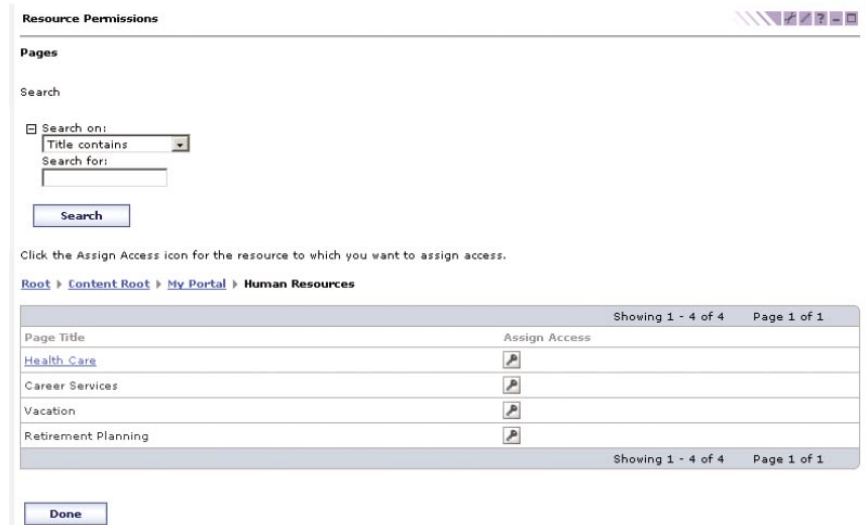 Resource Permissions ?
Pages
Search
Search on:
Title contains
Search for:
Search
Click the Assign Access icon for the resource to which you want to assign access.
Root Content Root My Portal Human Resources
Showing 1 - 4 of 4 Page 1 of 1
Page Title Assign Access
Health Care
Career Services
Vacation
Retirement Planning
Showing 1 - 4 of 4 Page 1 of 1
Done